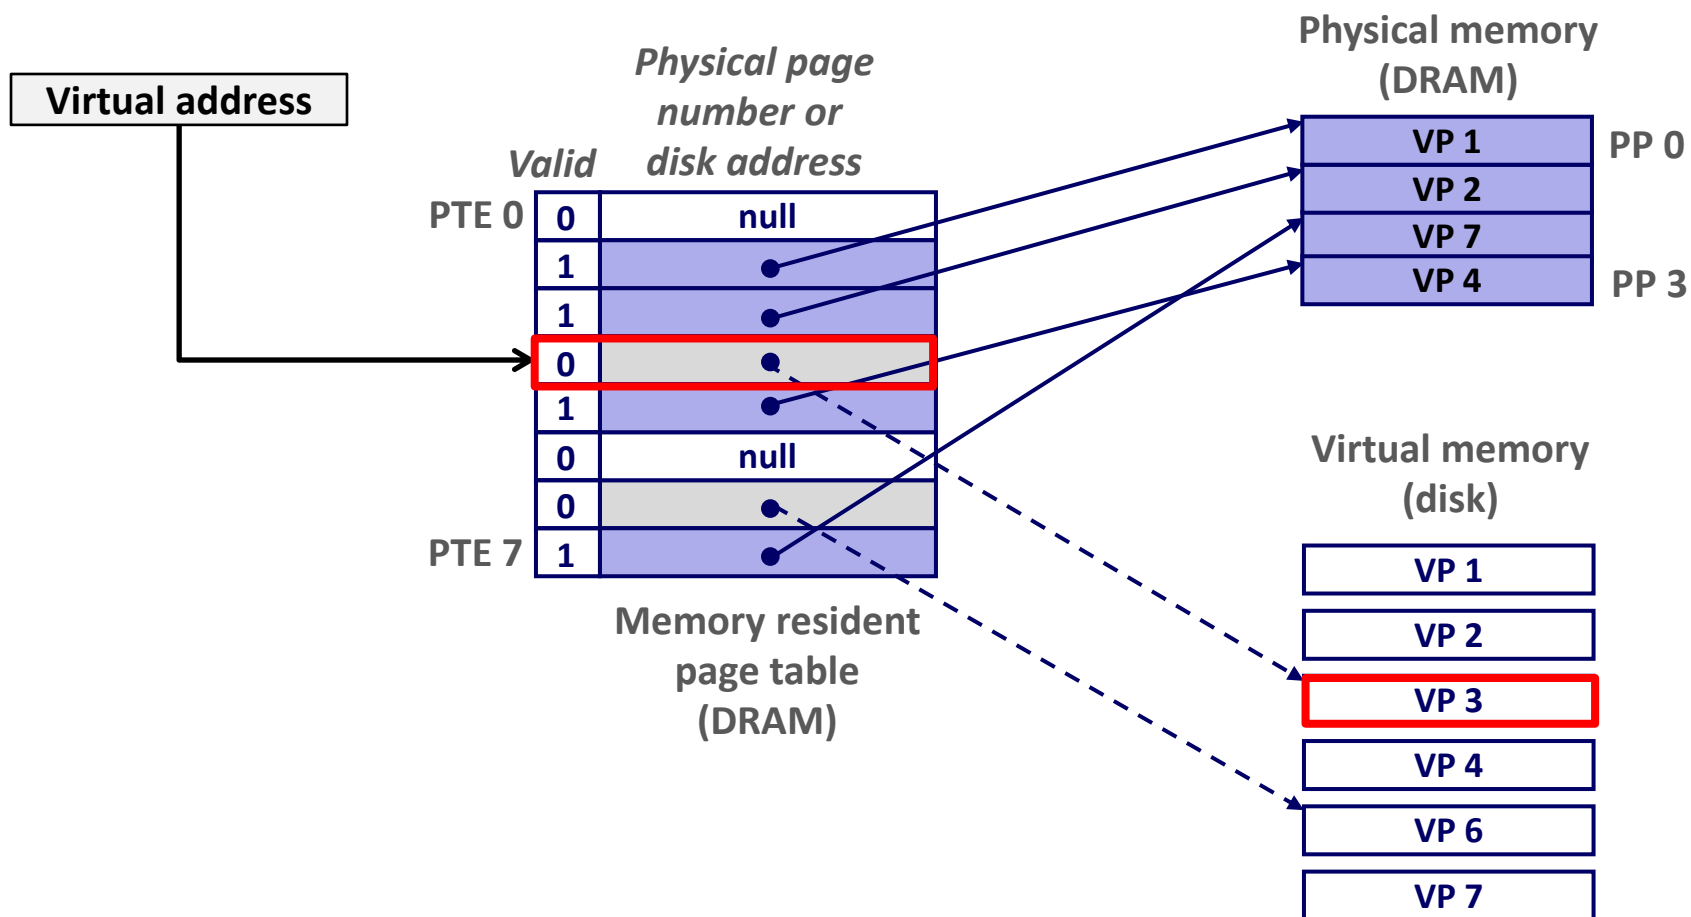 Virtual address
Physical page
number or
disk address
Valid
PTE 0
0
null
1
1
0
1
0
null
0
PTE 7
1
Memory resident
page table
(DRAM)
Physical memory
(DRAM)
VP 1
PP 0
VP 2
VP 7
VP 4
PP 3
Virtual memory
(disk)
VP 1
VP 2
VP 3
VP 4
VP 6
VP 7